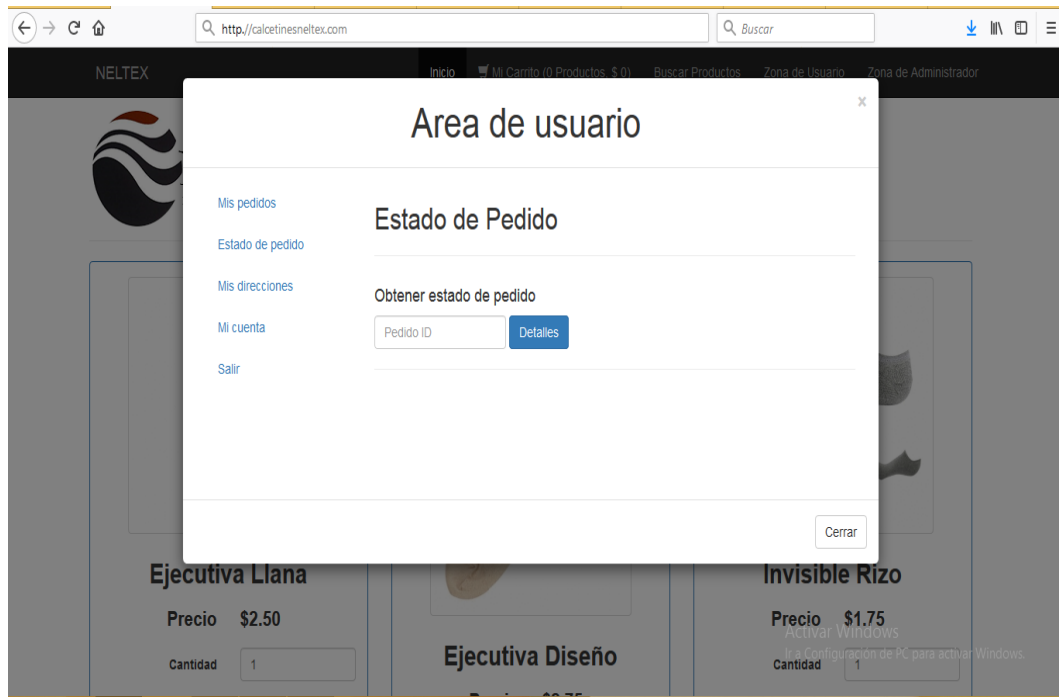 http.//calcetinesneltex.com
Buscar
NELTEX
Inicio
Mi Carrito (0 Productos, $ 0)
Buscar Productos
Zona de Usuario
Zona de Administrador
x
Area de usuario
Mis pedidos
Estado de pedido
Mis direcciones
Mi cuenta
Salir
Estado de Pedido
Obtener estado de pedido
Pedido ID
Detalles
Cerrar
Ejecutiva Llana
Precio $2.50
Cantidad 1
Ejecutiva Diseño
Invisible Rizo
Precio $1.75
Cantidad 1
Activar Windows
Ir a Configuración de PC para activar Windows.